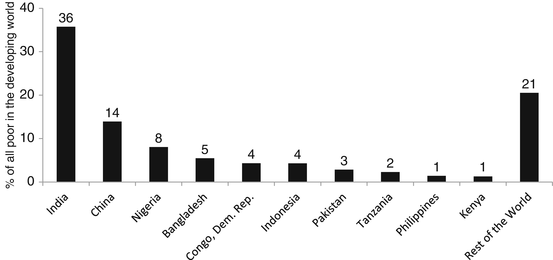 % of all poor in the developing world
40
30
20
10
0
36
14
8
5
4
4
3
2
1
1
21
India
China
Nigeria
Bangladesh
Congo, Dem. Rep.
Indonesia
Pakistan
Tanzania
Philippines
Kenya
Rest of the World